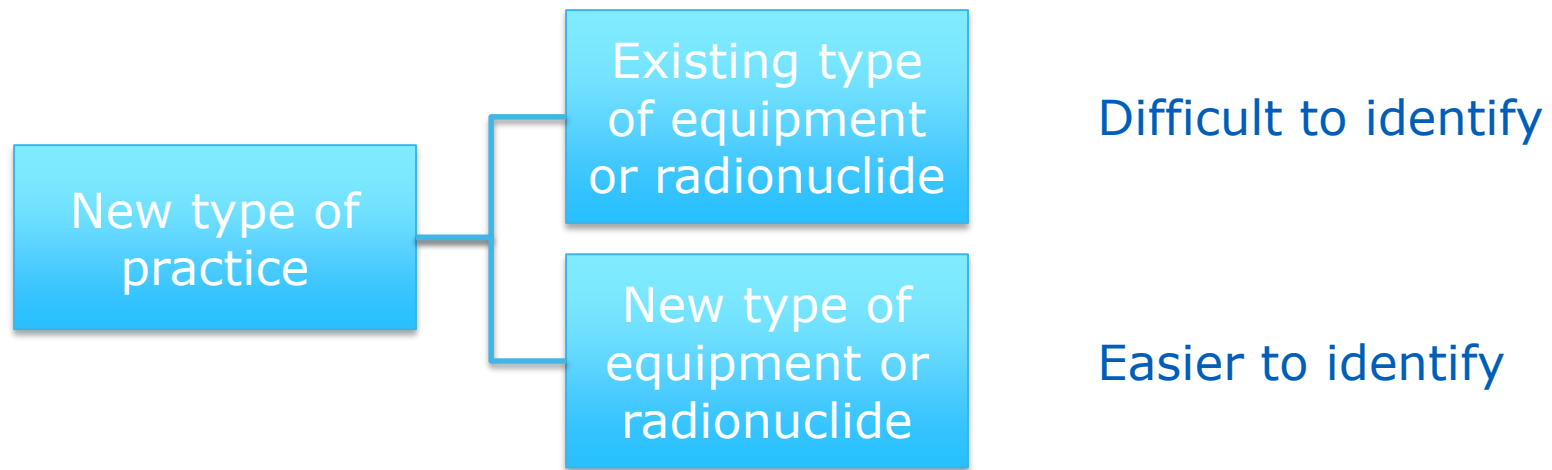 New type of
practice
Existing type
of equipment
or radionuclide
Difficult to identify
New type of
equipment or
radionuclide
Easier to identify